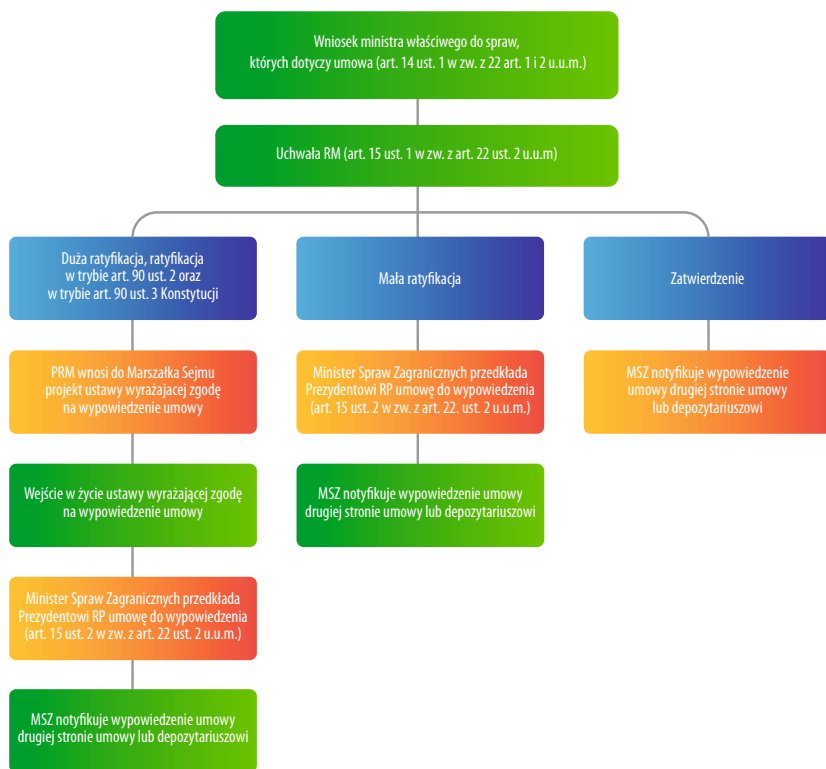 Wniosek ministra właściwego do spraw,
których dotyczy umowa (art. 14 ust. 1 w zw. z 22 art. 1 i 2 u.u.m.)
Uchwała RM (art. 15 ust. 1 w zw. z art. 22 ust. 2 u.u.m)
Duża ratyfikacja, ratyfikacja
w trybie art. 90 ust. 2 oraz
w trybie art. 90 ust. 3 Konstytucji
PRM wnosi do Marszałka Sejmu
projekt ustawy wyrażajacej zgodę
na wypowiedzenie umowy
Wejście w życie ustawy wyrażającej zgodę
na wypowiedzenie umowy
Minister Spraw Zagranicznych przedkłada
Prezydentowi RP umowę do wypowiedzenia
(art. 15 ust. 2 w zw. z art. 22 ust. 2 u.u.m.)
MSZ notyfikuje wypowiedzenie umowy
drugiej stronie umowy lub depozytariuszowi
Mała ratyfikacja
Minister Spraw Zagranicznych przedkłada
Prezydentowi RP umowę do wypowiedzenia
(art. 15 ust. 2 w zw. z art. 22. ust. 2 u.u.m.)
MSZ notyfikuje wypowiedzenie umowy
drugiej stronie umowy lub depozytariuszowi
Zatwierdzenie
MSZ notyfikuje wypowiedzenie
umowy drugiej stronie umowy
lub depozytariuszowi